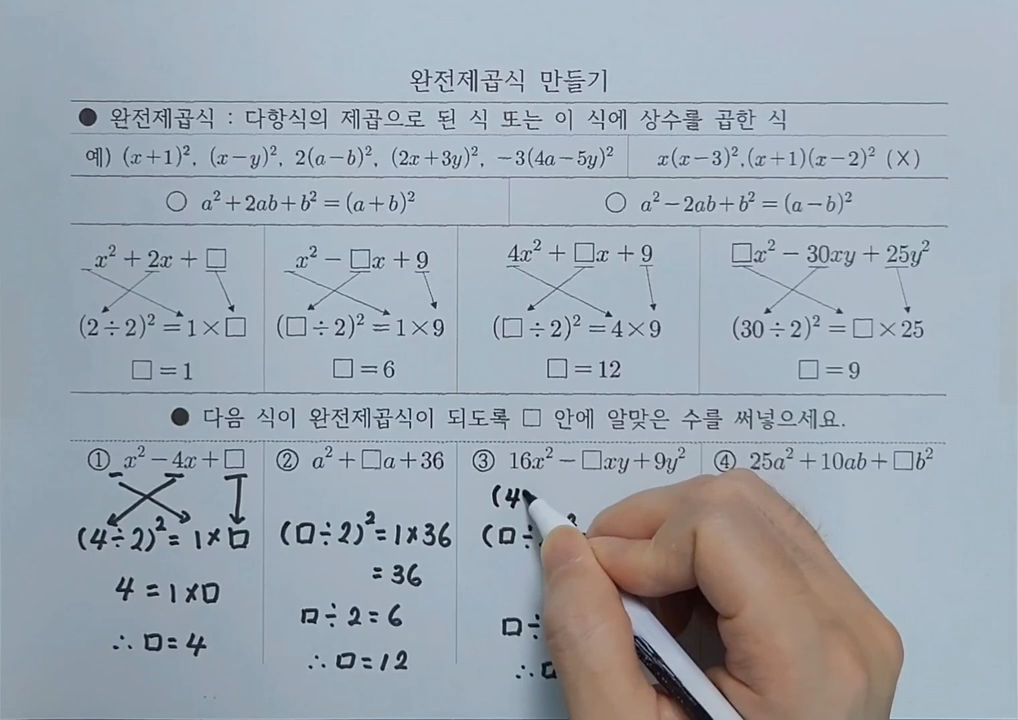 완전제곱식 만들기
● 완전제곱식 : 다항식의 제곱으로 된 식 또는 이 식에 상수를 곱한 식
예) (x+1)², (x−y)², 2(a−b)², (2x+3y)², −3(4a−5y)² x(x−3)²,(x+1)(x−2)² (X)
○ a²+2ab+b²=(a+b)² ○ a²−2ab+b²=(a−b)²
x²+2x+□
(2÷2)²=1×□
□=1
x²−□x+9
(□÷2)²=1×9
□=6
4x²+□x+9
(□÷2)²=4×9
□=12
□x²−30xy+25y²
(30÷2)²=□×25
□=9
● 다음 식이 완전제곱식이 되도록 □ 안에 알맞은 수를 써넣으세요.
① x²−4x+□
(4÷2)²=1×□
4=1×□
∴□=4
② a²+□a+36
(□÷2)²=1×36
=36
□÷2=6
∴□=12
③ 16x²−□xy+9y²
(4
(□÷
□÷
∴□
④ 25a²+10ab+□b²